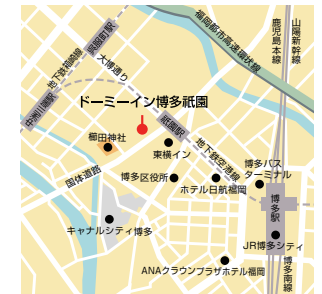 福岡都市高速環状線
鹿児島本線
山陽新幹線
呉服町駅
地下鉄箱崎線
大博通り
中洲川端駅
ドーミーイン博多祇園
祇園駅
櫛田神社
東横イン
地下鉄空港線
国体道路
博多区役所
ホテル日航福岡
博多バス
ターミナル
博多駅
キャナルシティ博多
JR博多シティ
ANAクラウンプラザホテル福岡
博多南線